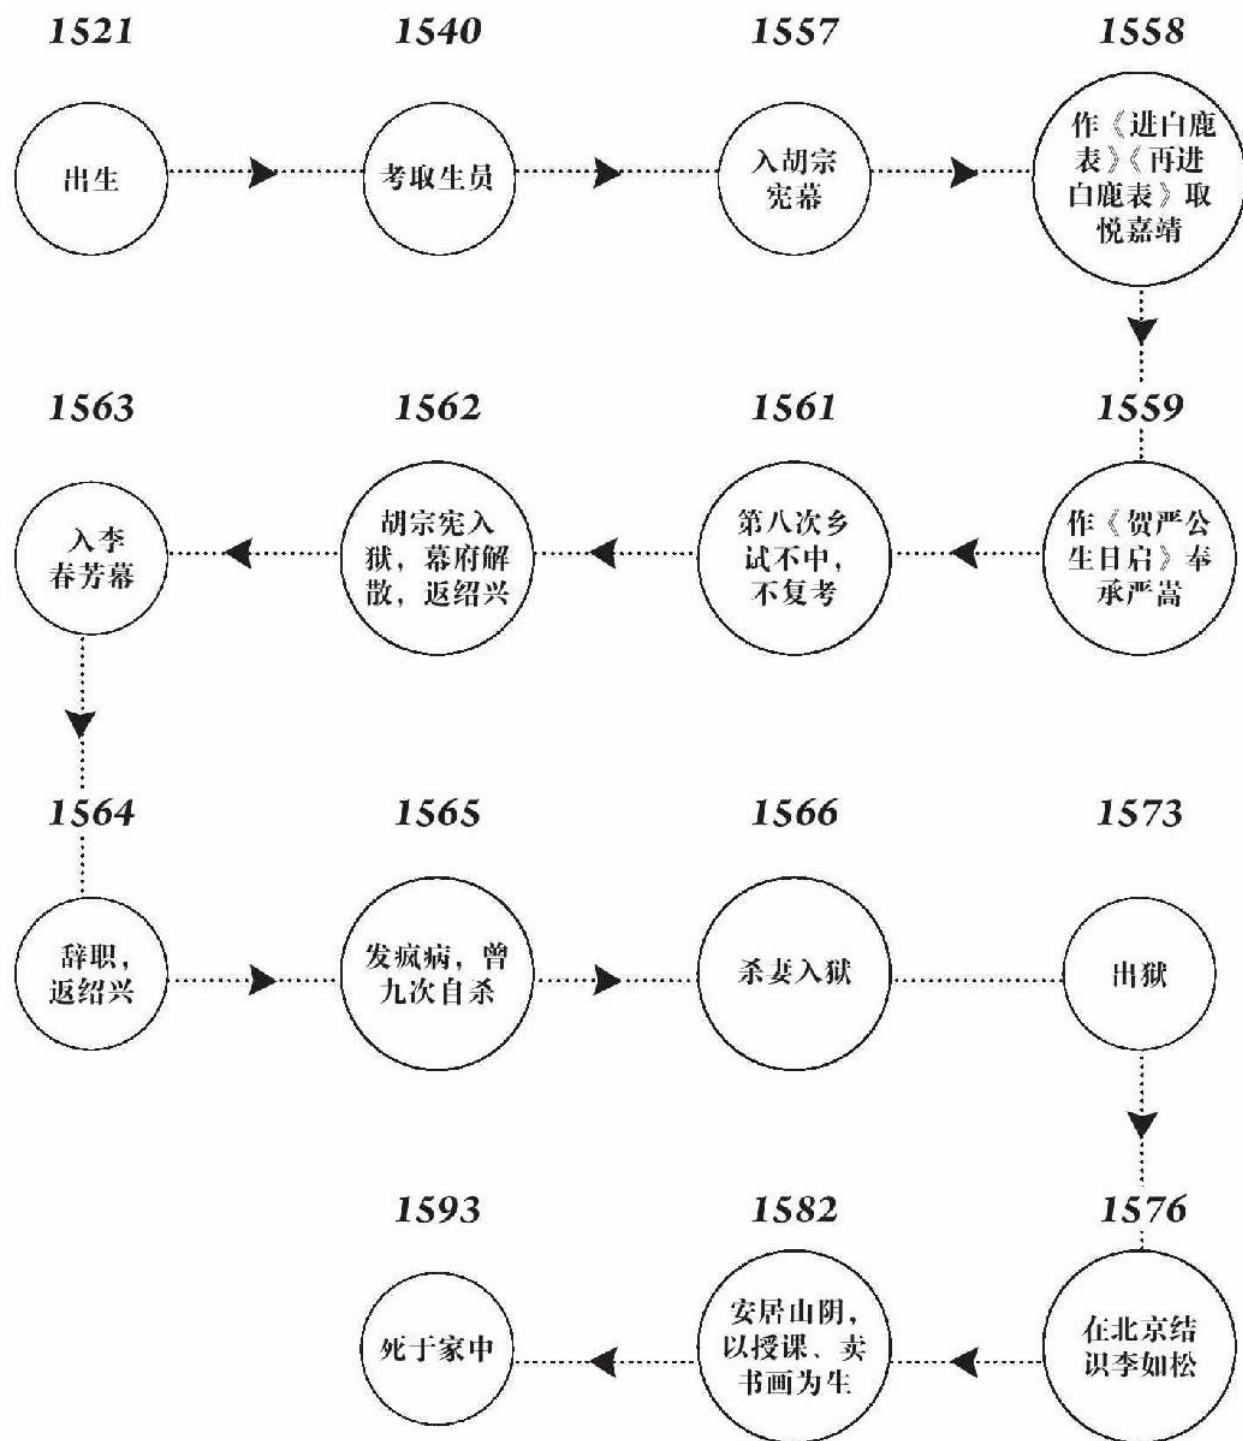 1521
出生
1540
考取生员
1557
入胡宗
宪幕
1558
作《进白鹿
表》《再进
白鹿表》取
悦嘉靖
1559
作《贺严公
生日启》奉
承严嵩
1561
第八次乡
试不中，
不复考
1562
胡宗宪入
狱，幕府解
散，返绍兴
1563
入李
春芳幕
1564
辞职，
返绍兴
1565
发疯病，曾
九次自杀
1566
杀妻入狱
1573
出狱
1576
在北京结
识李如松
1582
安居山阴，
以授课、卖
书画为生
1593
死于家中